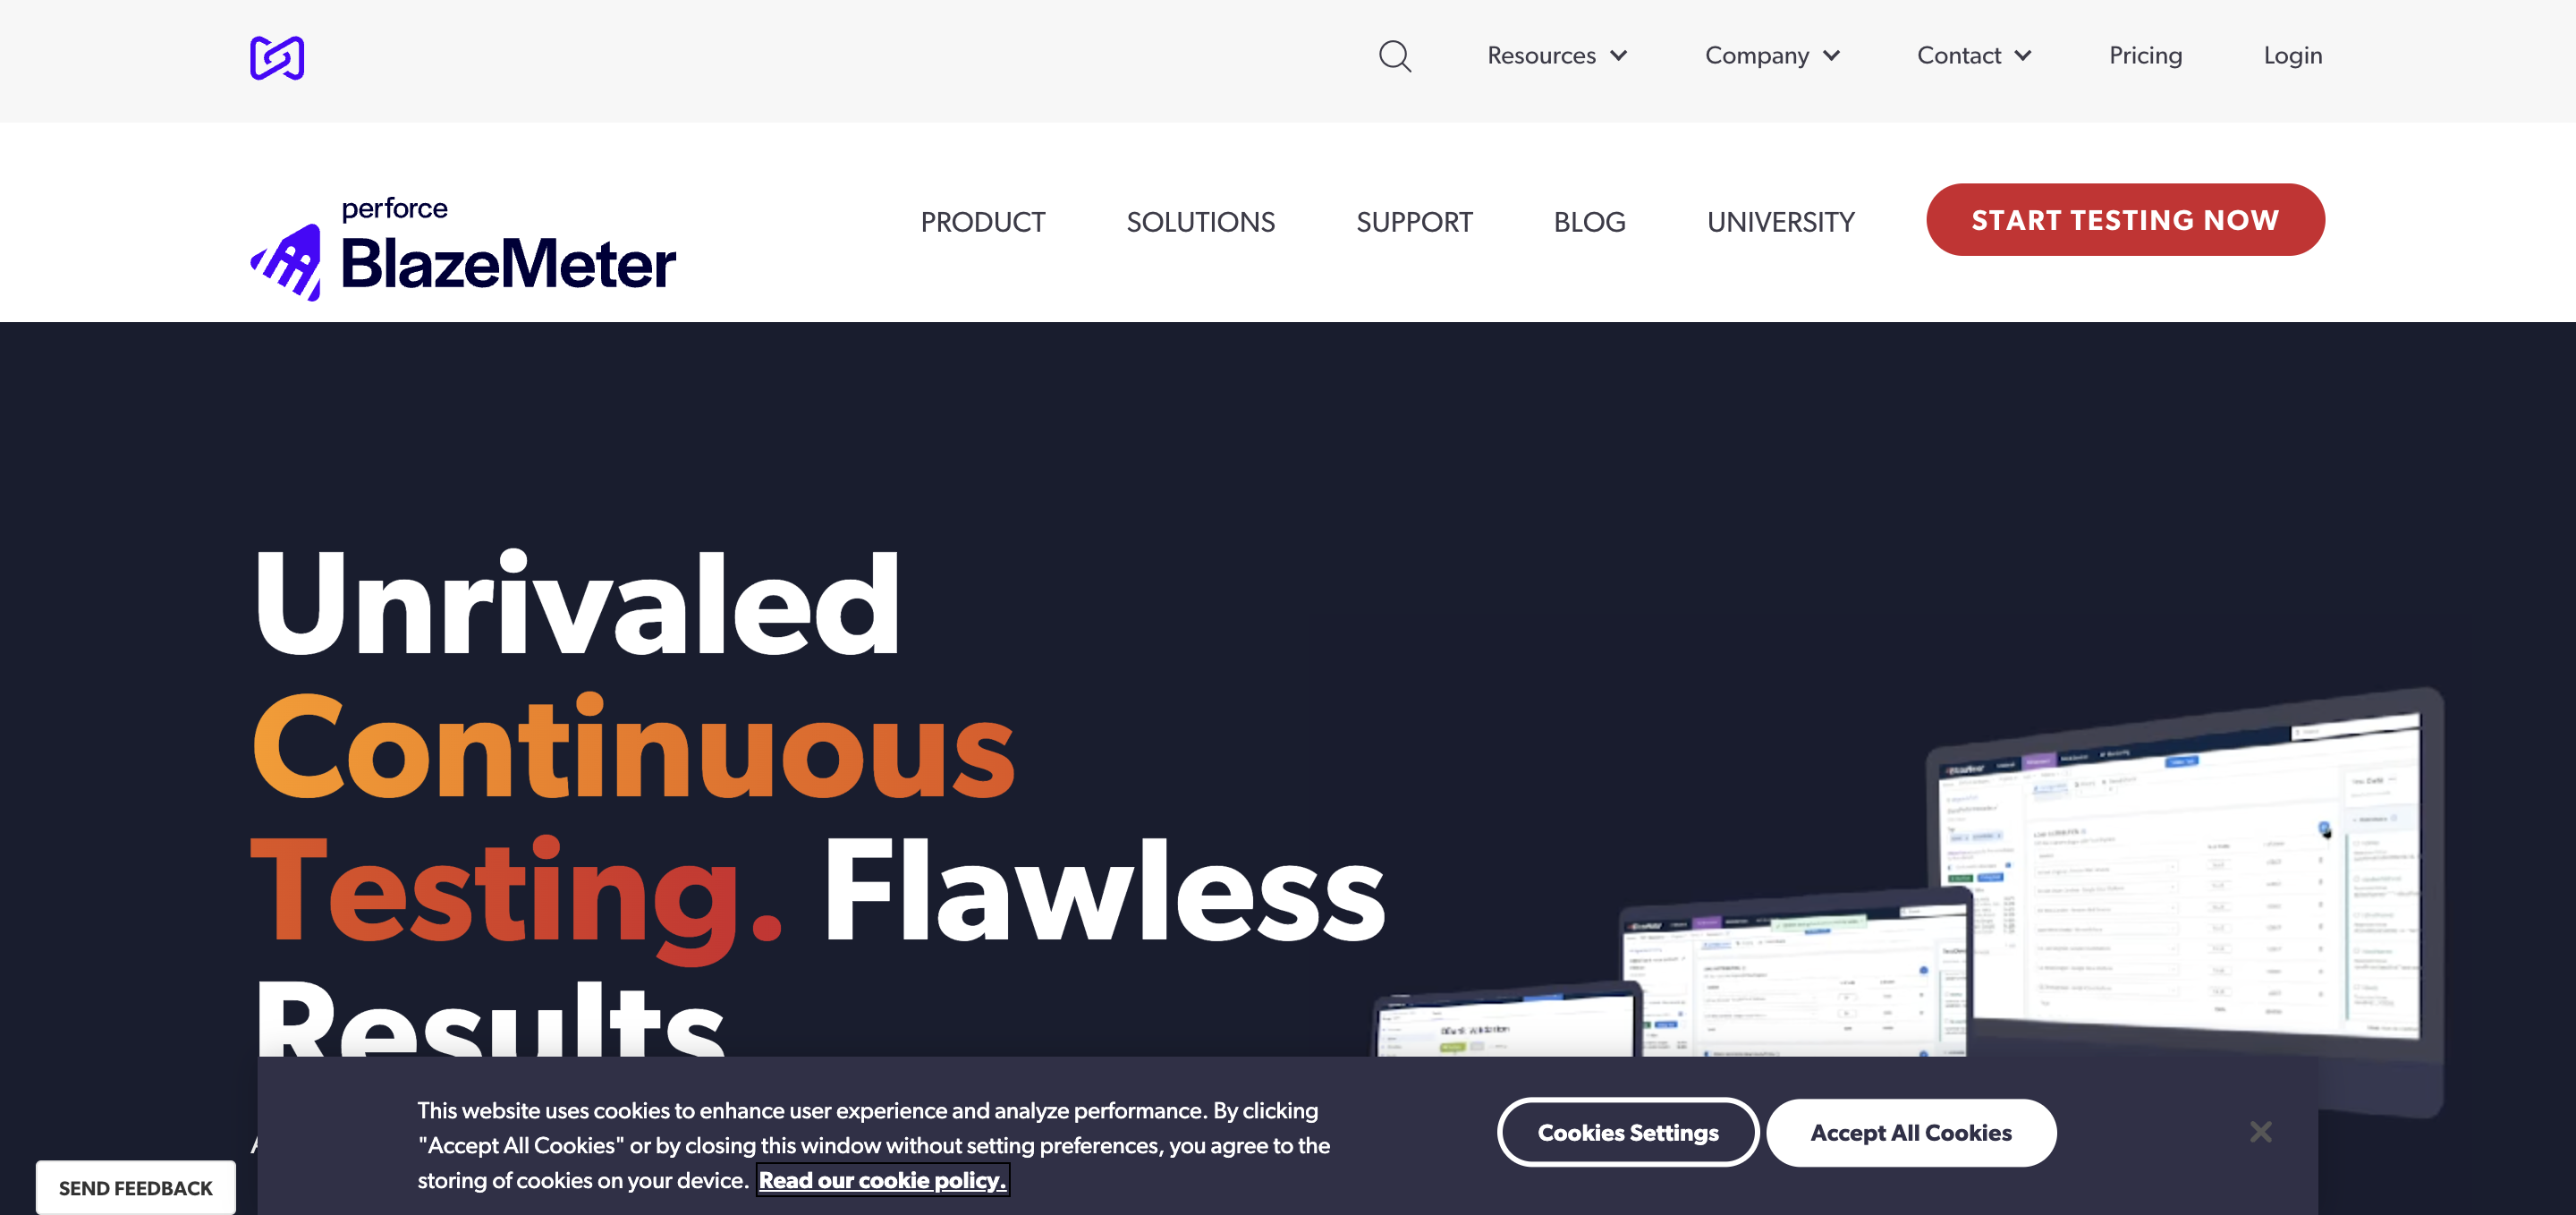 Resources
Company
Contact
Pricing
Login
perforce
BlazeMeter
PRODUCT
SOLUTIONS
SUPPORT
BLOG
UNIVERSITY
START TESTING NOW
Unrivaled
Continuous
Testing. Flawless
Results
This website uses cookies to enhance user experience and analyze performance. By clicking
"Accept All Cookies" or by closing this window without setting preferences, you agree to the
storing of cookies on your device. Read our cookie policy.
Cookies Settings
Accept All Cookies
SEND FEEDBACK